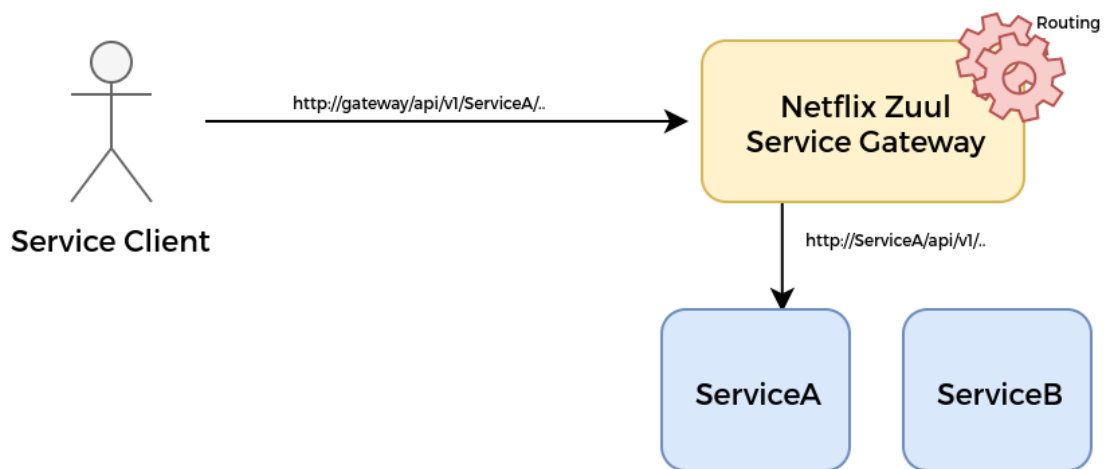 Routing
http://gateway/api/v1/ServiceA/..
Netflix Zuul
Service Gateway
Service Client
http://ServiceA/api/v1/..
ServiceA
ServiceB